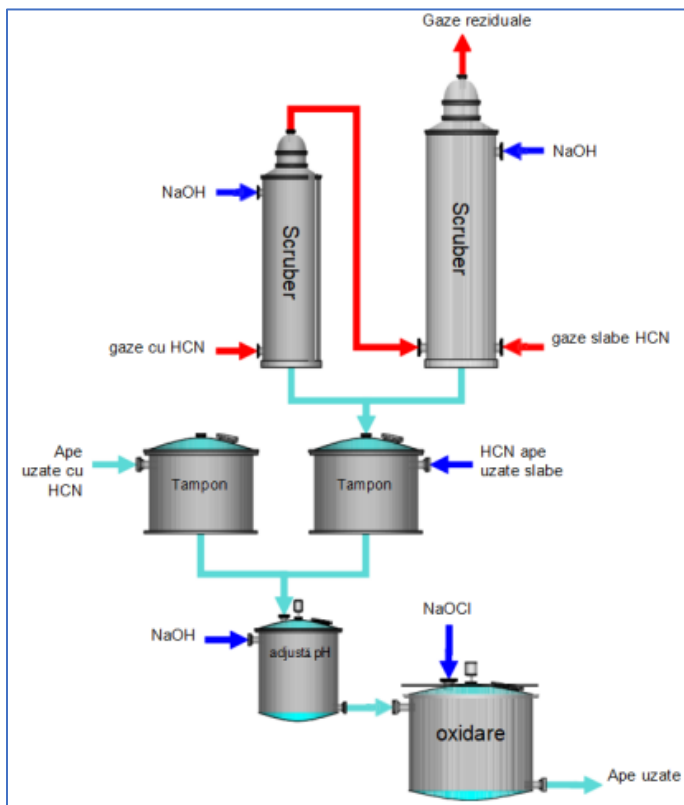 Gaze reziduale
NaOH
NaOH
Scruber
Scruber
gaze cu HCN
gaze slabe HCN
Ape
uzate cu
HCN
Tampon
Tampon
HCN ape
uzate slabe
NaOH
adjustă pH
NaOCl
oxidare
Ape uzate